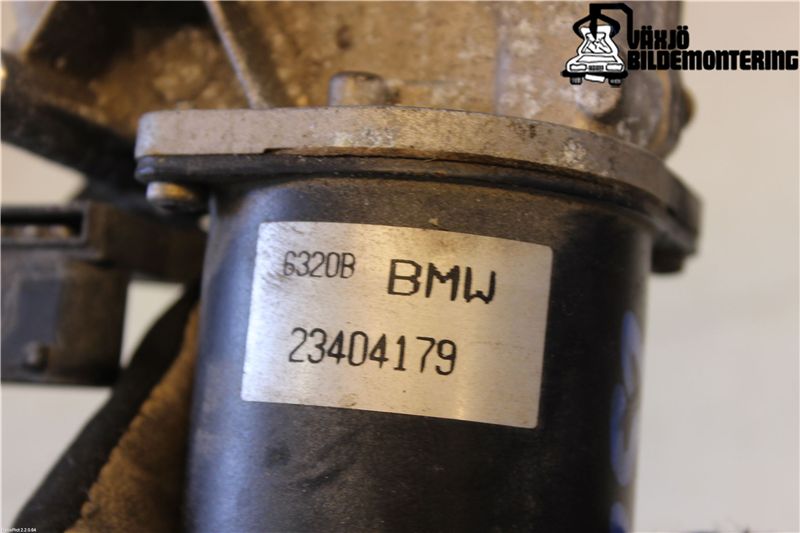 VÄXJÖ
BILDEMONTERING
6320B BMW
23404179